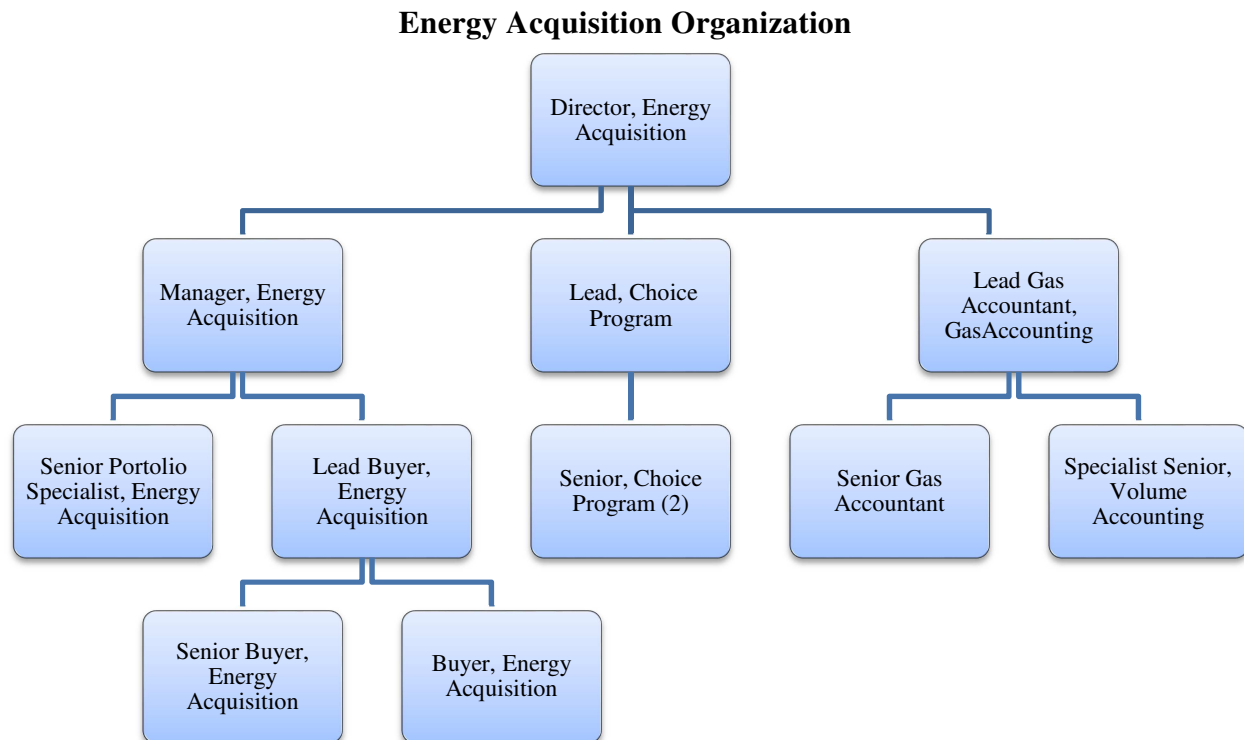 Energy Acquisition Organization
Director, Energy
Acquisition
Manager, Energy
Acquisition
Lead, Choice
Program
Lead Gas
Accountant,
GasAccounting
Senior Portolio
Specialist, Energy
Acquisition
Lead Buyer,
Energy
Acquisition
Senior, Choice
Program (2)
Senior Gas
Accountant
Specialist Senior,
Volume
Accounting
Senior Buyer,
Energy
Acquisition
Buyer, Energy
Acquisition